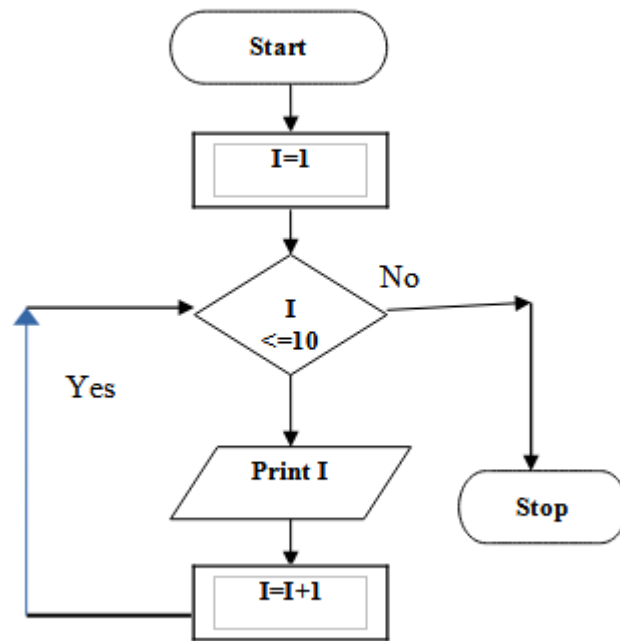 Start
I=1
No
I
<=10
Yes
Print I
Stop
I=I+1